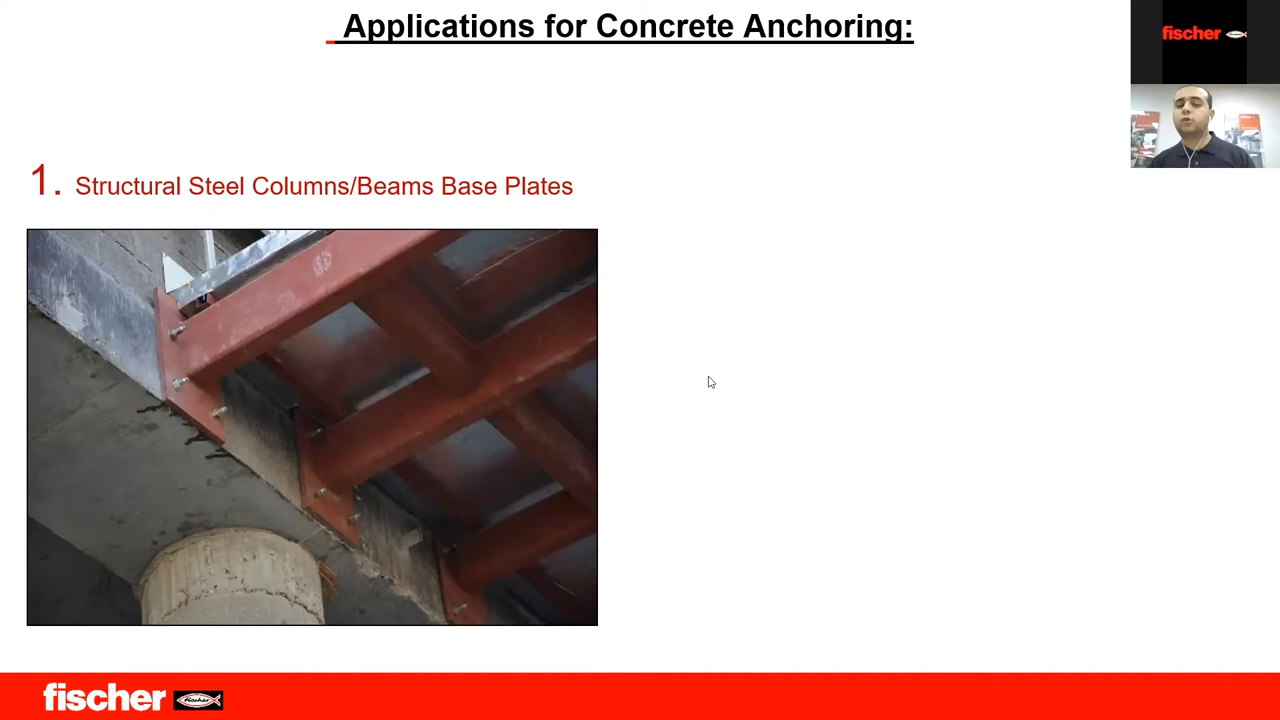 Applications for Concrete Anchoring:
fischer
1. Structural Steel Columns/Beams Base Plates
fischer